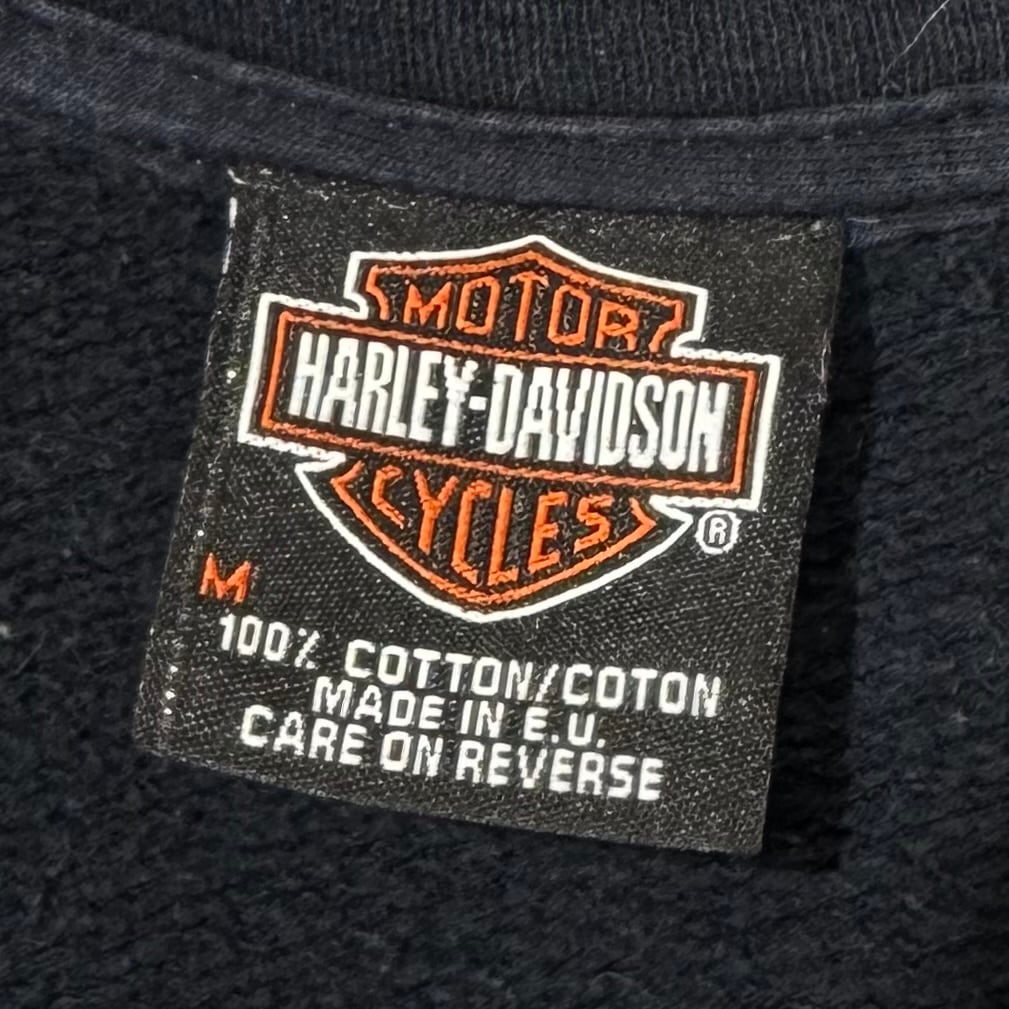 MOTOR
HARLEY-DAVIDSON
CYCLES
®
M
100% COTTON/COTON
MADE IN E.U.
CARE ON REVERSE